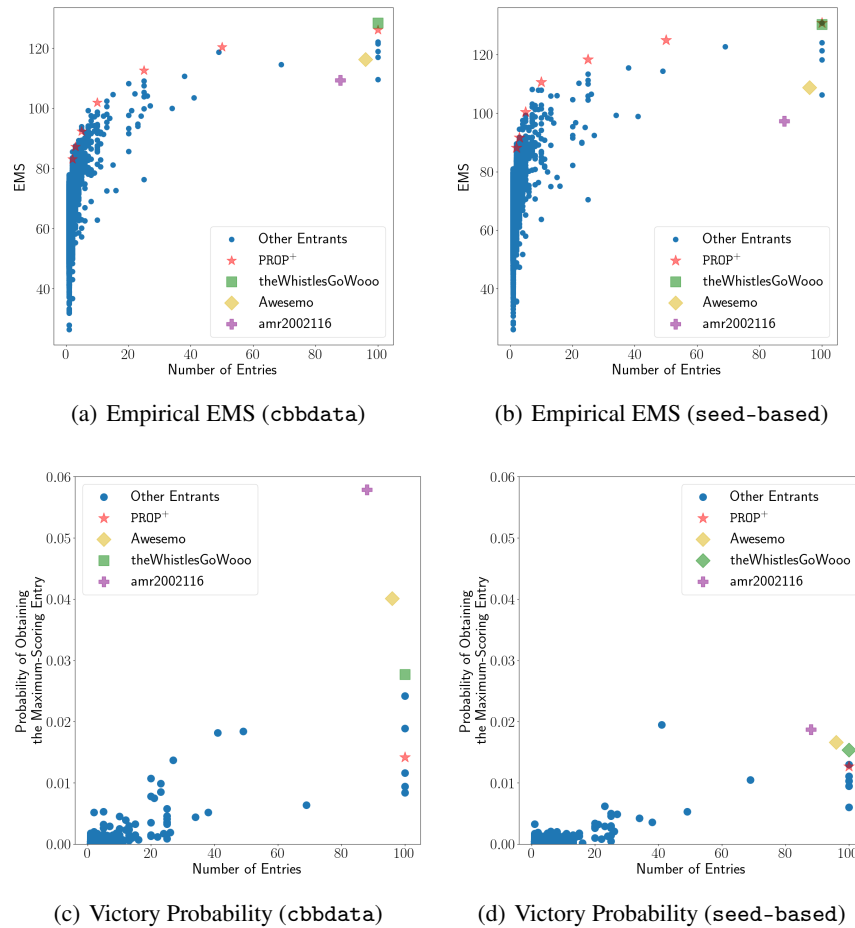 EMS
120
100
80
60
40
0
20
40
60
80
100
Number of Entries
Other Entrants
PROP+
theWhistlesGoWooo
Awesemo
amr2002116
(a) Empirical EMS (cbbdata)
EMS
120
100
80
60
40
0
20
40
60
80
100
Number of Entries
Other Entrants
PROP+
theWhistlesGoWooo
Awesemo
amr2002116
(b) Empirical EMS (seed-based)
Probability of Obtaining
the Maximum-Scoring Entry
0.06
0.05
0.04
0.03
0.02
0.01
0.00
0
20
40
60
80
100
Number of Entries
Other Entrants
PROP+
Awesemo
theWhistlesGoWooo
amr2002116
(c) Victory Probability (cbbdata)
Probability of Obtaining
the Maximum-Scoring Entry
0.06
0.05
0.04
0.03
0.02
0.01
0.00
0
20
40
60
80
100
Number of Entries
Other Entrants
PROP+
Awesemo
theWhistlesGoWooo
amr2002116
(d) Victory Probability (seed-based)